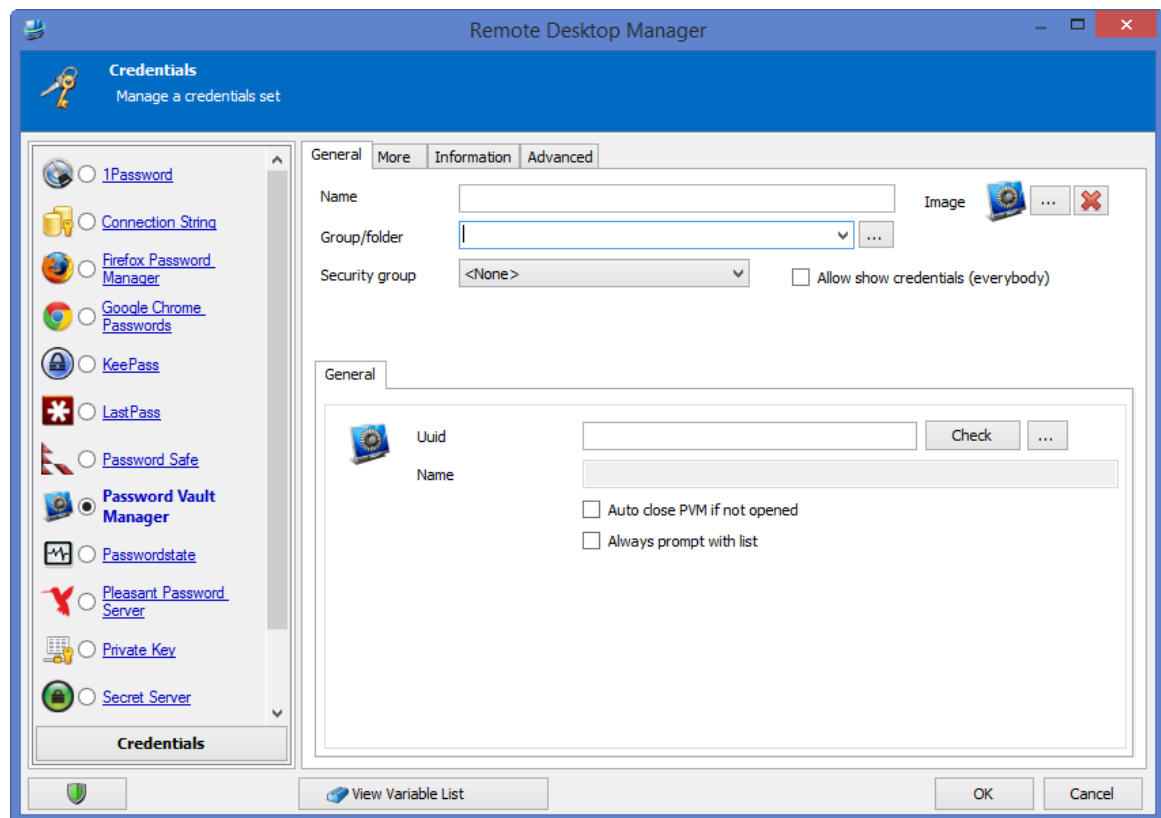 Remote Desktop Manager
Credentials
Manage a credentials set
1Password
Connection String
Firefox Password
Manager
Google Chrome
Passwords
KeePass
LastPass
Password Safe
Password Vault
Manager
Passwordstate
Pleasant Password
Server
Private Key
Secret Server
Credentials
General More Information Advanced
Name
Image
...
Group/folder
...
Security group
<None>
Allow show credentials (everybody)
General
Uuid
Check
...
Name
Auto close PVM if not opened
Always prompt with list
View Variable List
OK
Cancel